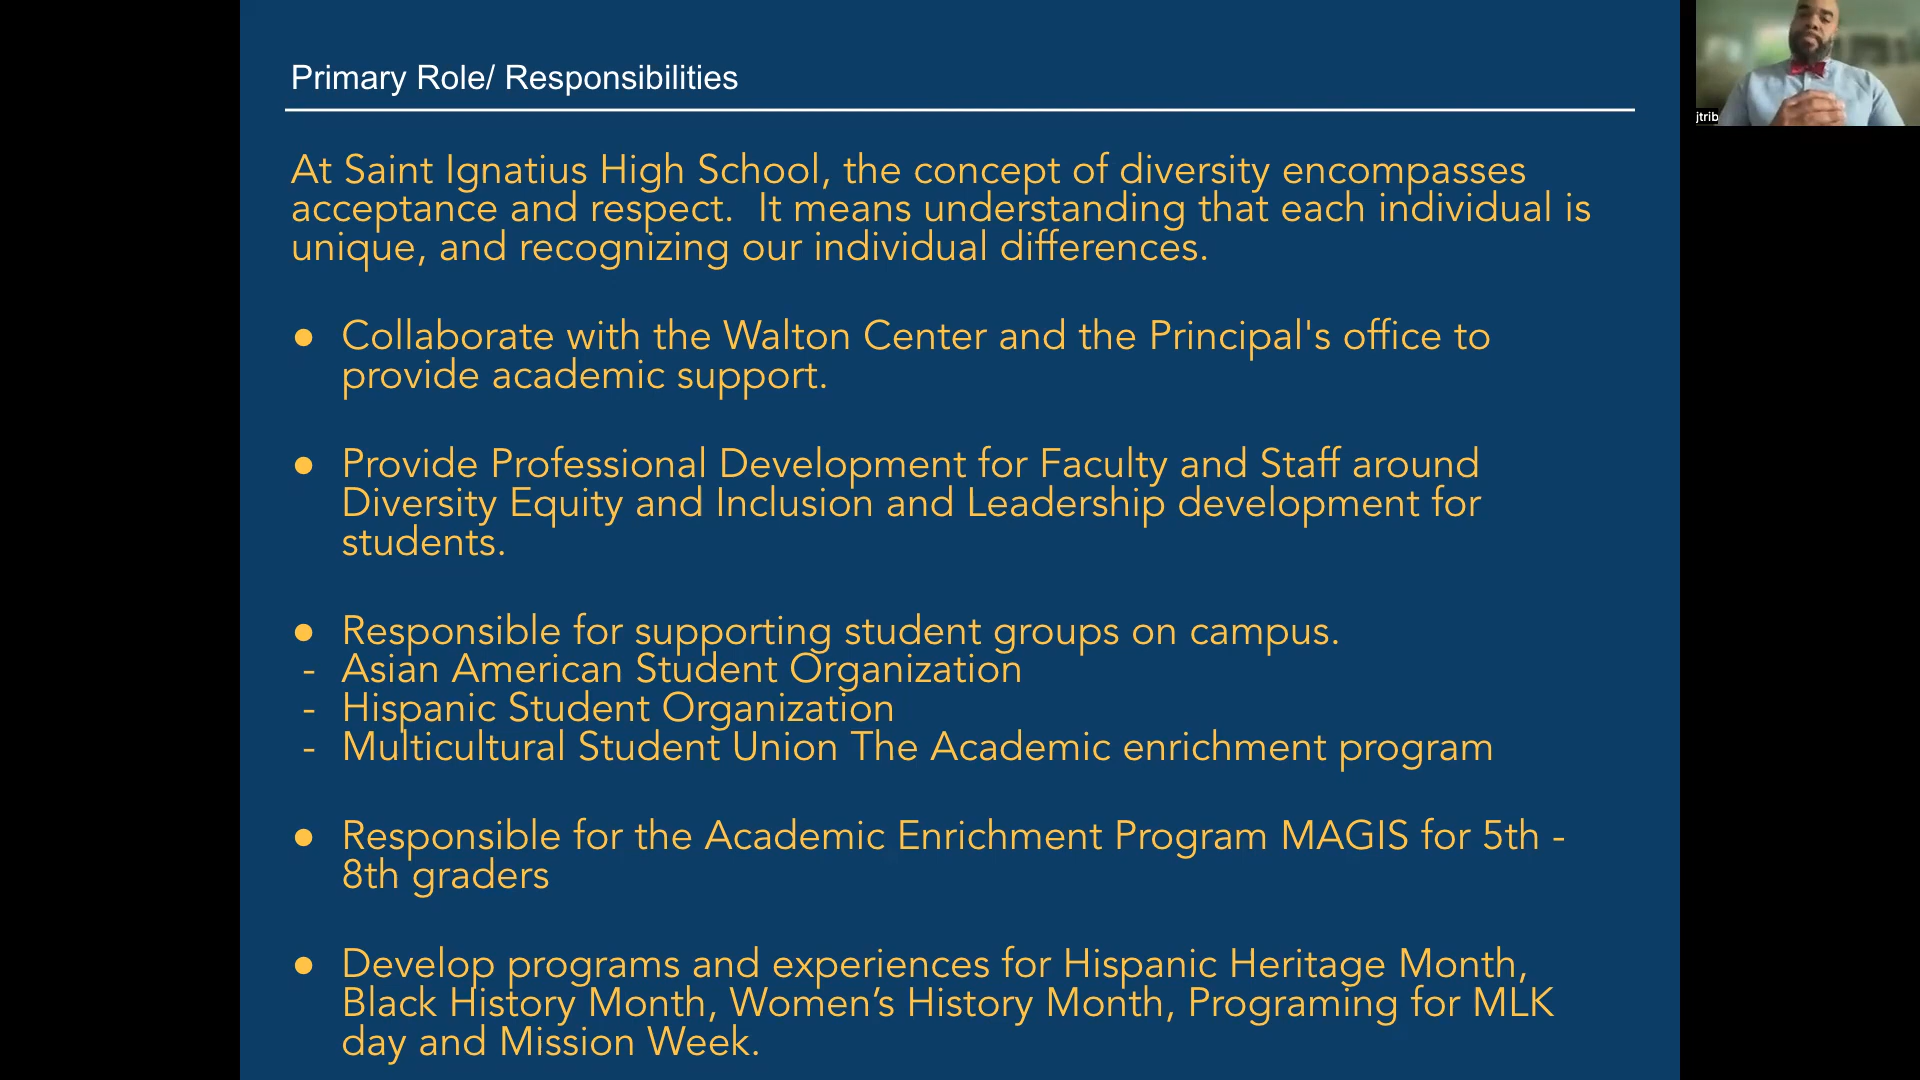 Primary Role/ Responsibilities
jtrib
At Saint Ignatius High School, the concept of diversity encompasses
acceptance and respect.  It means understanding that each individual is
unique, and recognizing our individual differences.
● Collaborate with the Walton Center and the Principal's office to
provide academic support.
● Provide Professional Development for Faculty and Staff around
Diversity Equity and Inclusion and Leadership development for
students.
● Responsible for supporting student groups on campus.
- Asian American Student Organization
- Hispanic Student Organization
- Multicultural Student Union The Academic enrichment program
● Responsible for the Academic Enrichment Program MAGIS for 5th -
8th graders
● Develop programs and experiences for Hispanic Heritage Month,
Black History Month, Women’s History Month, Programing for MLK
day and Mission Week.